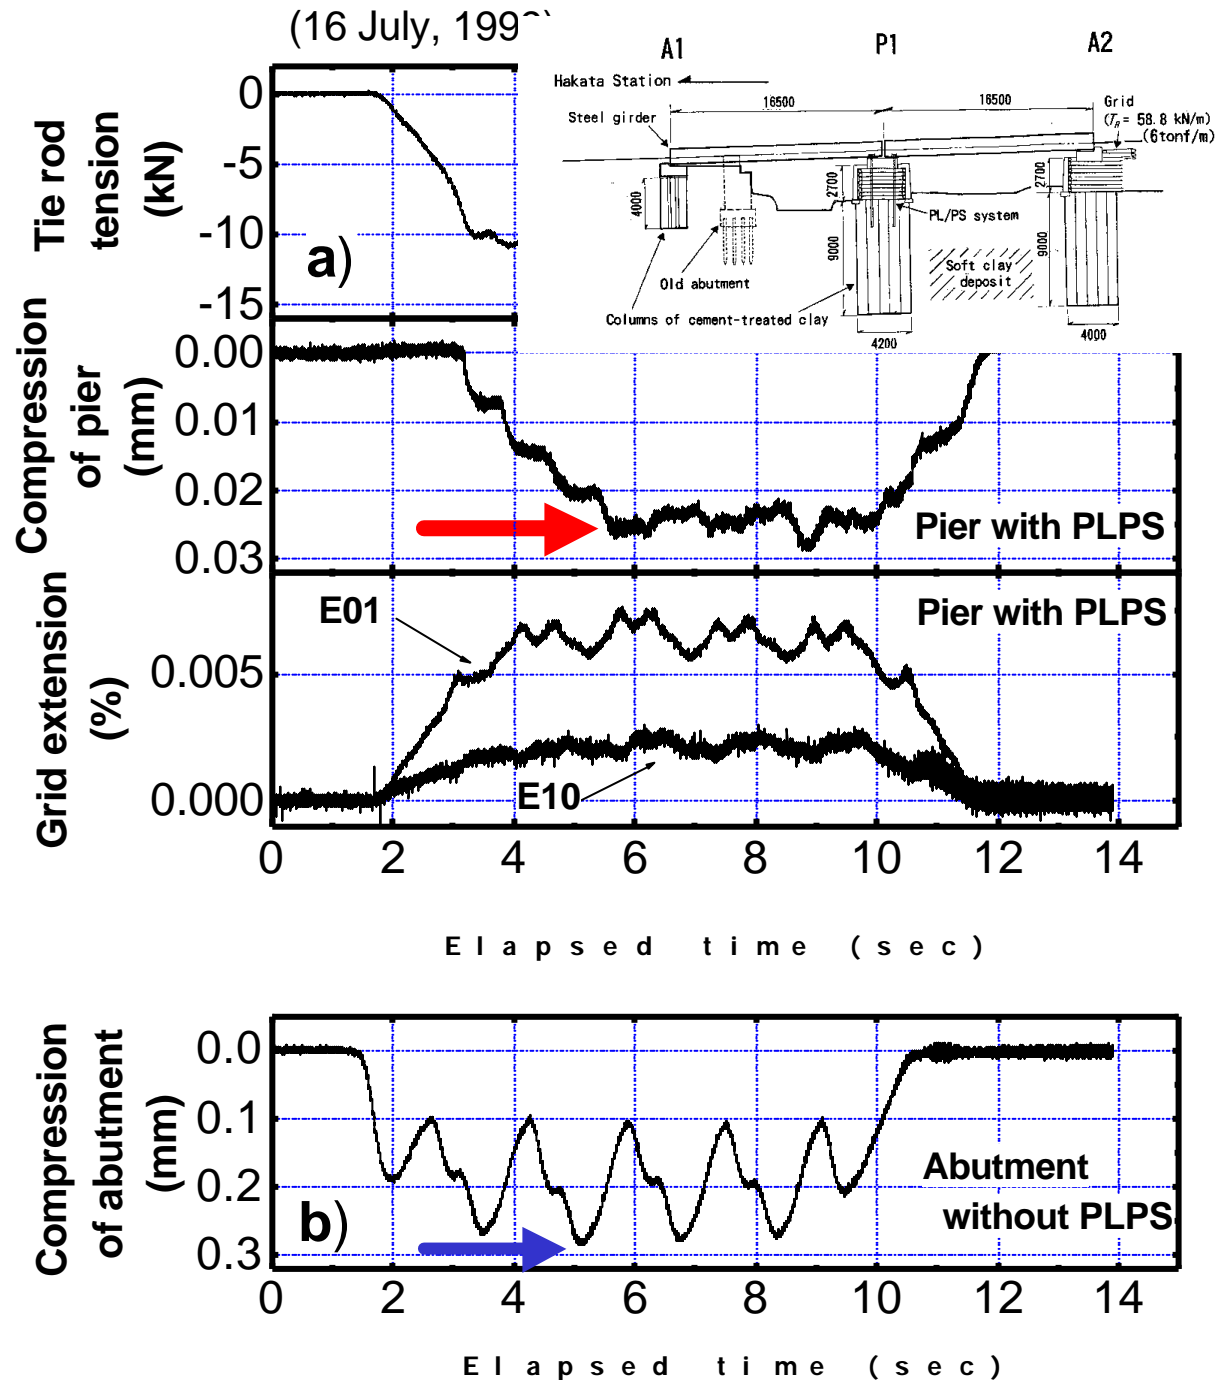 (16 July, 199
A1
P1
A2
Hakata Station
16500
16500
Grid
Steel girder
= 58.8 kN/m)
(6tonf/m)
2700
2700
4000
PL/PS system
9000
9000
Soft clay
deposit
Old abutment
Columns of cement-treated clay
4200
4000
Tie rod
tension
(kN)
0
-5
-10
-15
a)
Compression
of pier
(mm)
0.00
0.01
0.02
0.03
Pier with PLPS
Grid extension
(%)
0.005
0.000
E01
E10
Pier with PLPS
0 2 4 6 8 10 12 14
Elapsed time (sec)
Compression
of abutment
(mm)
0.0
0.1
0.2
0.3
b)
Abutment
without PLPS
0 2 4 6 8 10 12 14
Elapsed time (sec)